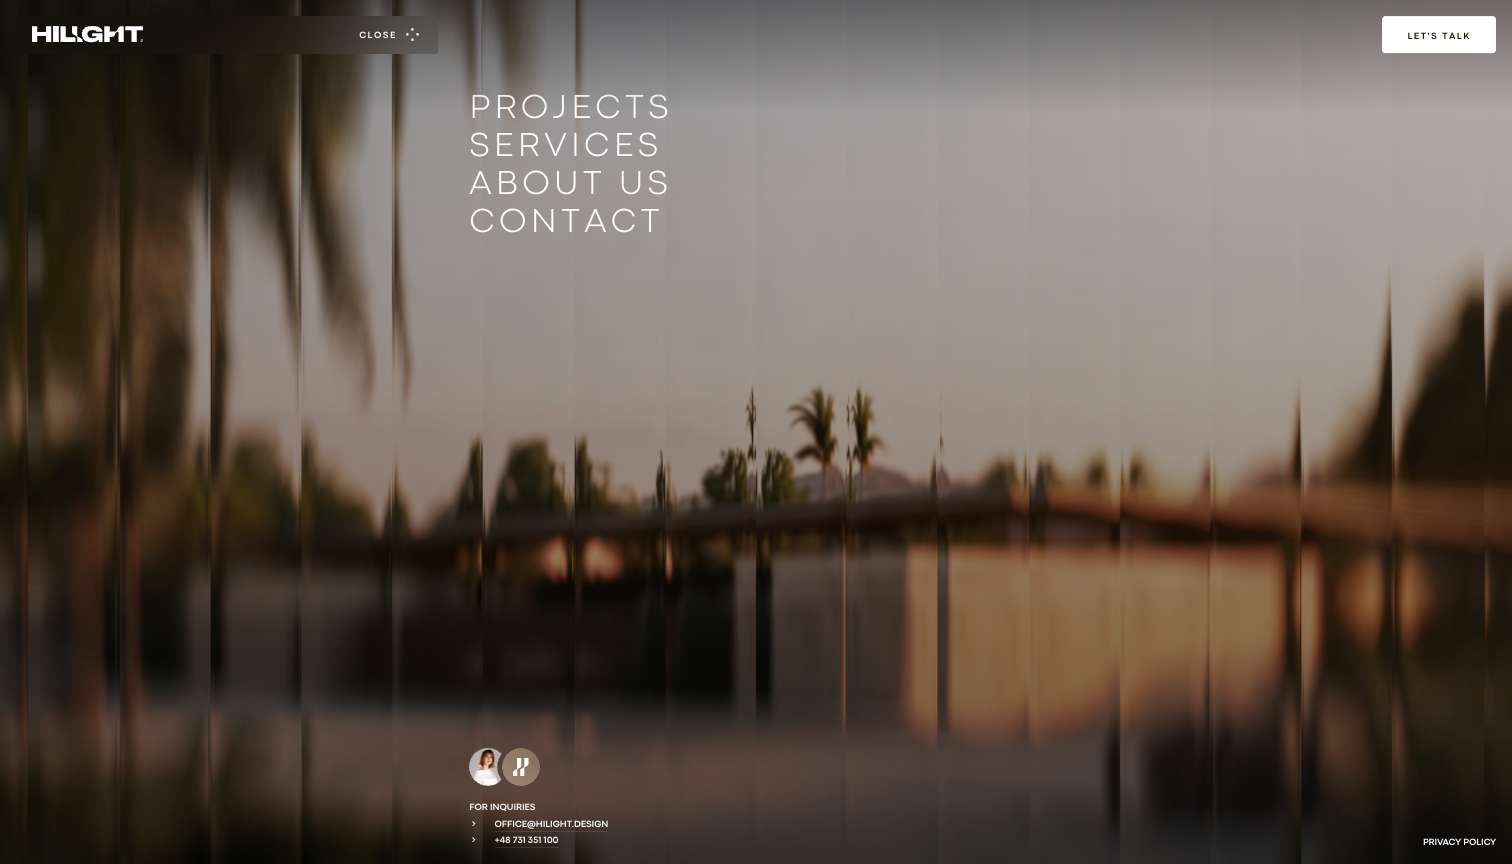 HILIGHT
CLOSE
LET'S TALK
PROJECTS
SERVICES
ABOUT US
CONTACT
FOR INQUIRIES
OFFICE@HILIGHT.DESIGN
+48 731 351 100
PRIVACY POLICY